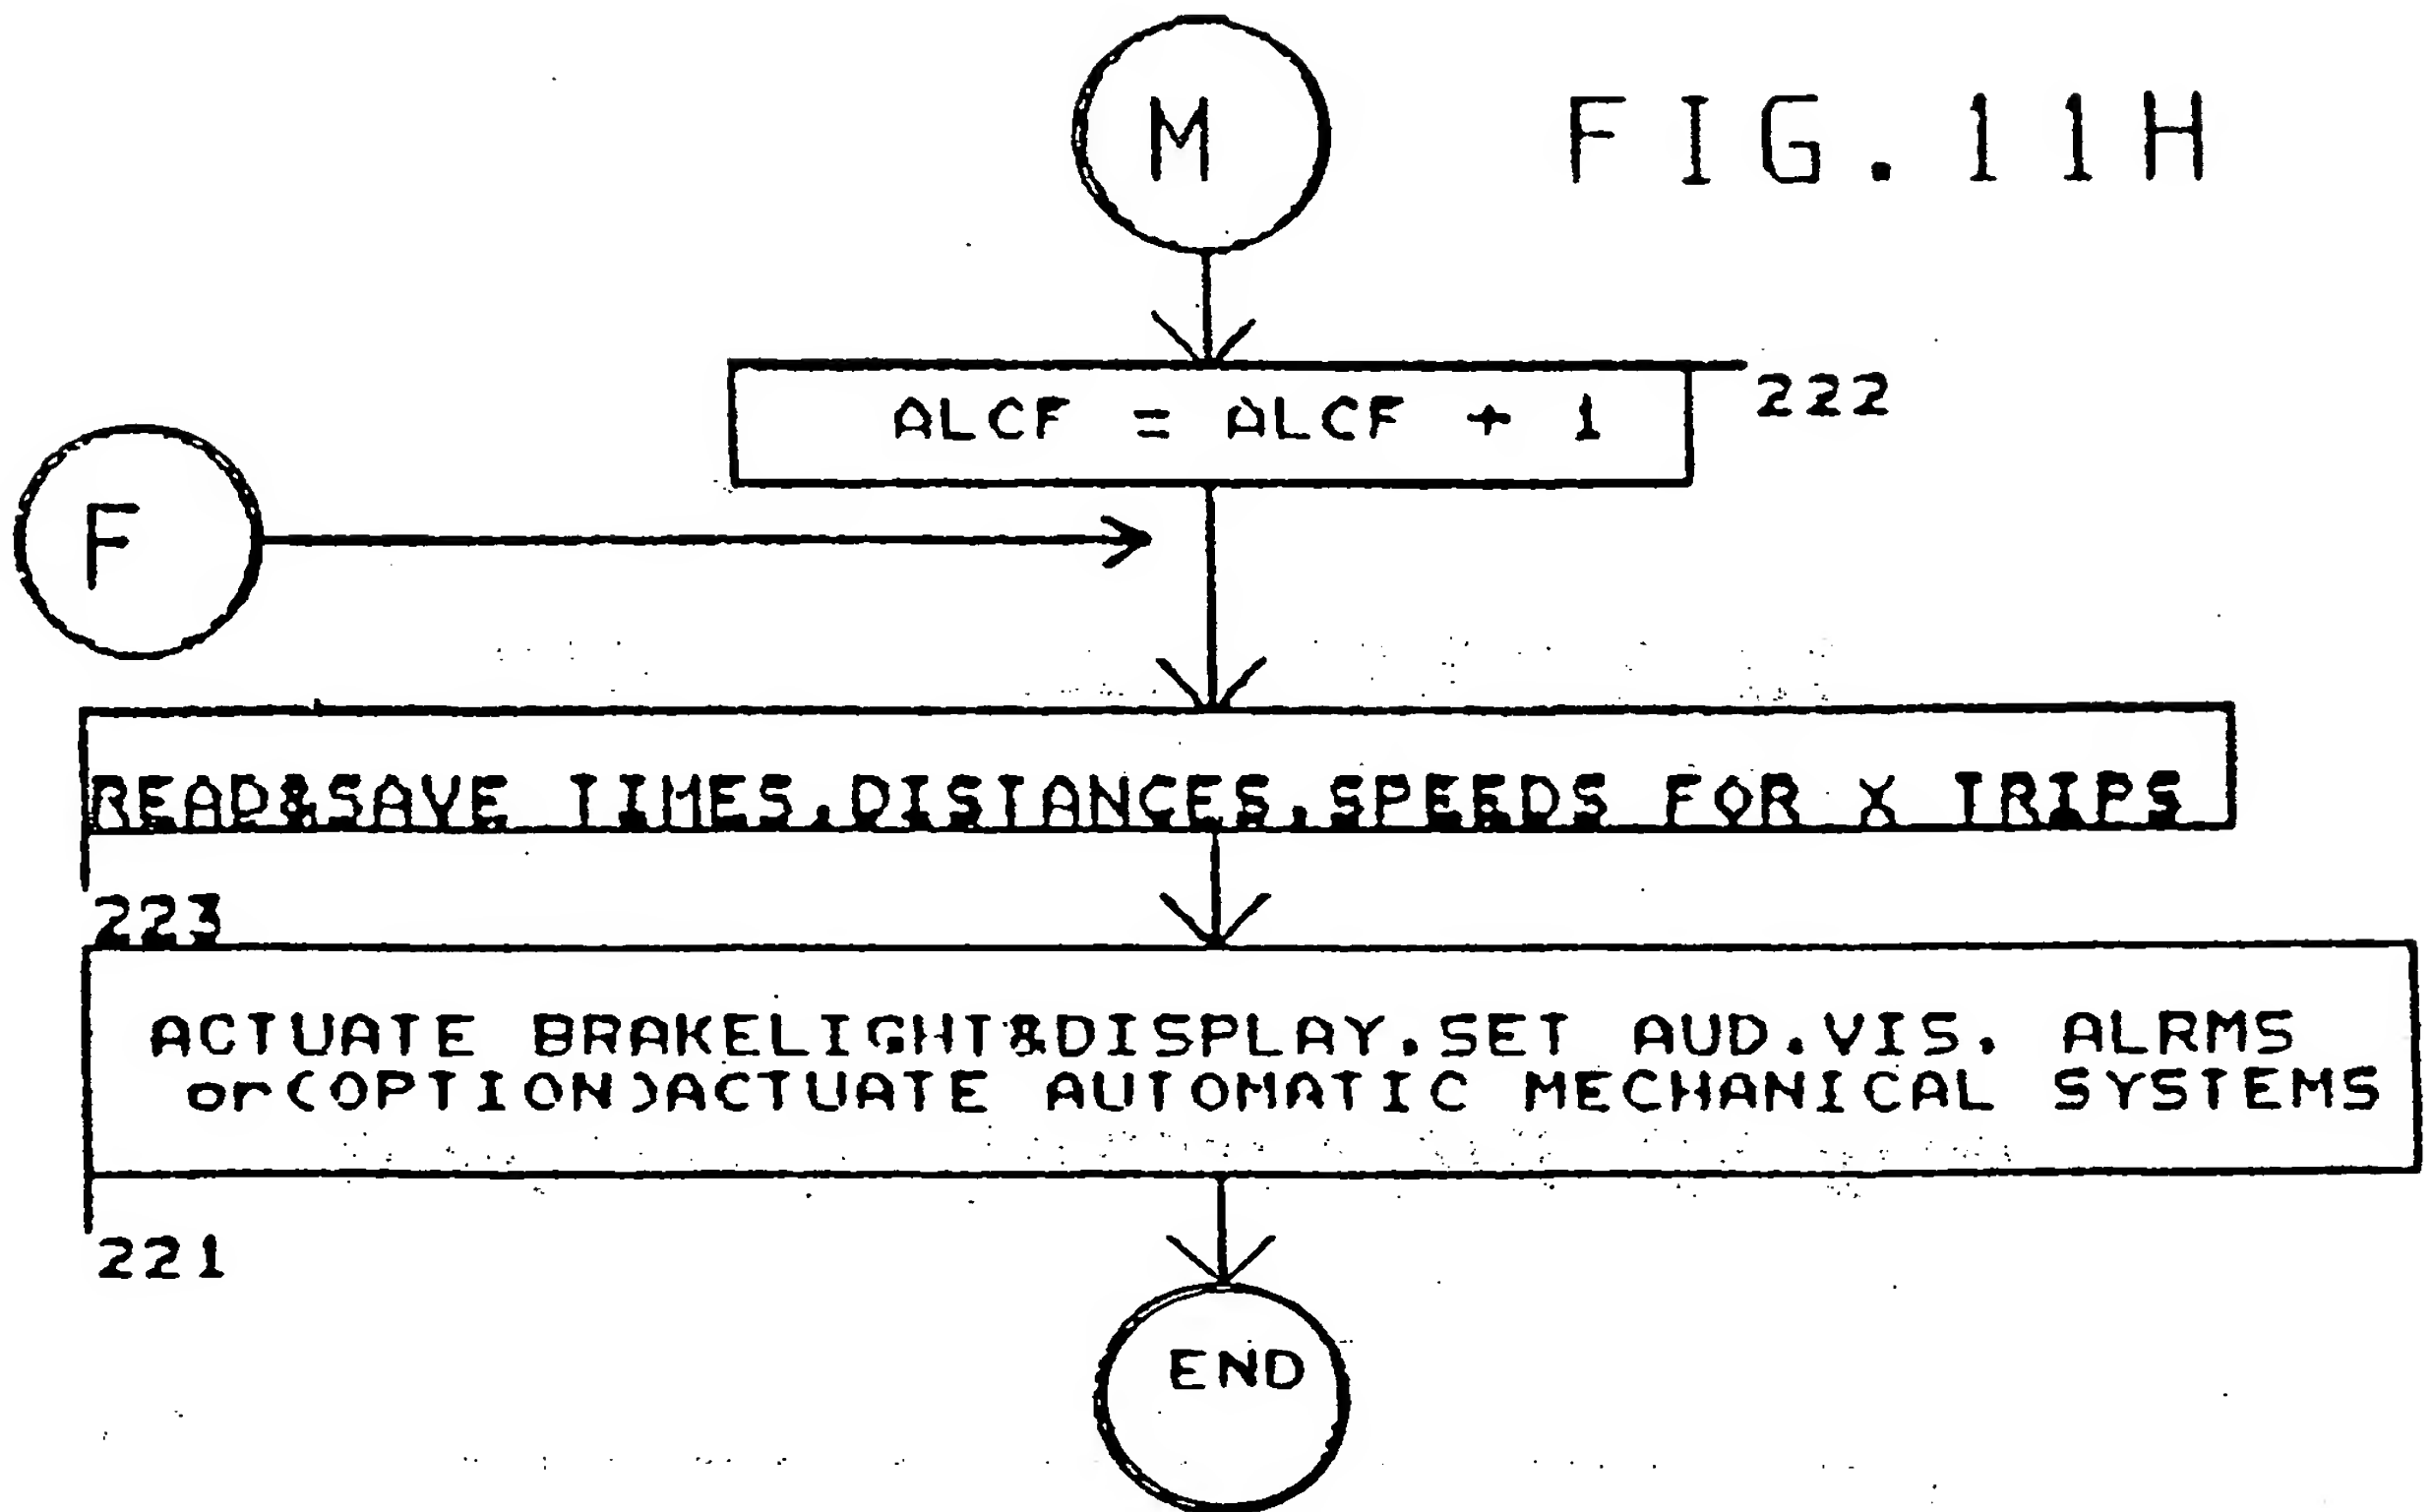 M
FIG.11H
ALCF = ALCF + 1
222
F
READ&SAVE TIMES,DISTANCES,SPEEDS FOR X TRIPS
223
ACTUATE BRAKELIGHT&DISPLAY.SET AUD.VIS. ALRMS
or(OPTION)ACTUATE AUTOMATIC MECHANICAL SYSTEMS
221
END